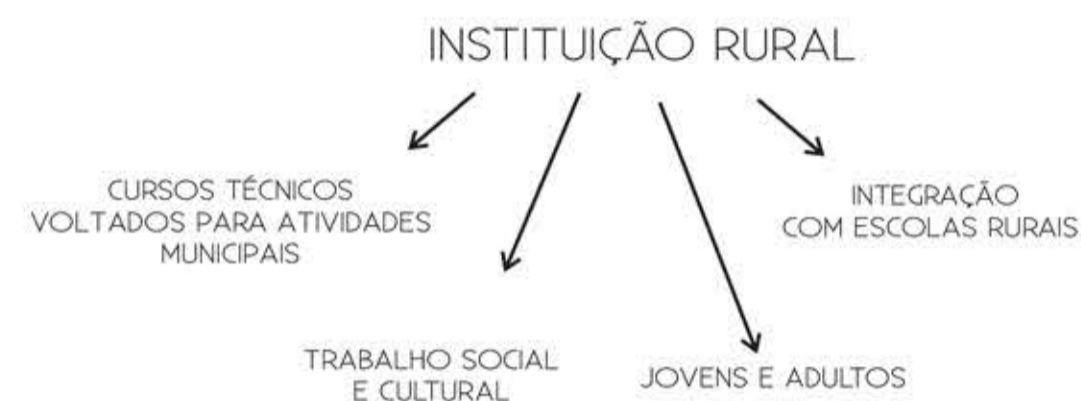 INSTITUIÇÃO RURAL
CURSOS TÉCNICOS
VOLTADOS PARA ATIVIDADES
MUNICIPAIS
INTEGRAÇÃO
COM ESCOLAS RURAIS
TRABALHO SOCIAL
E CULTURAL
JOVENS E ADULTOS